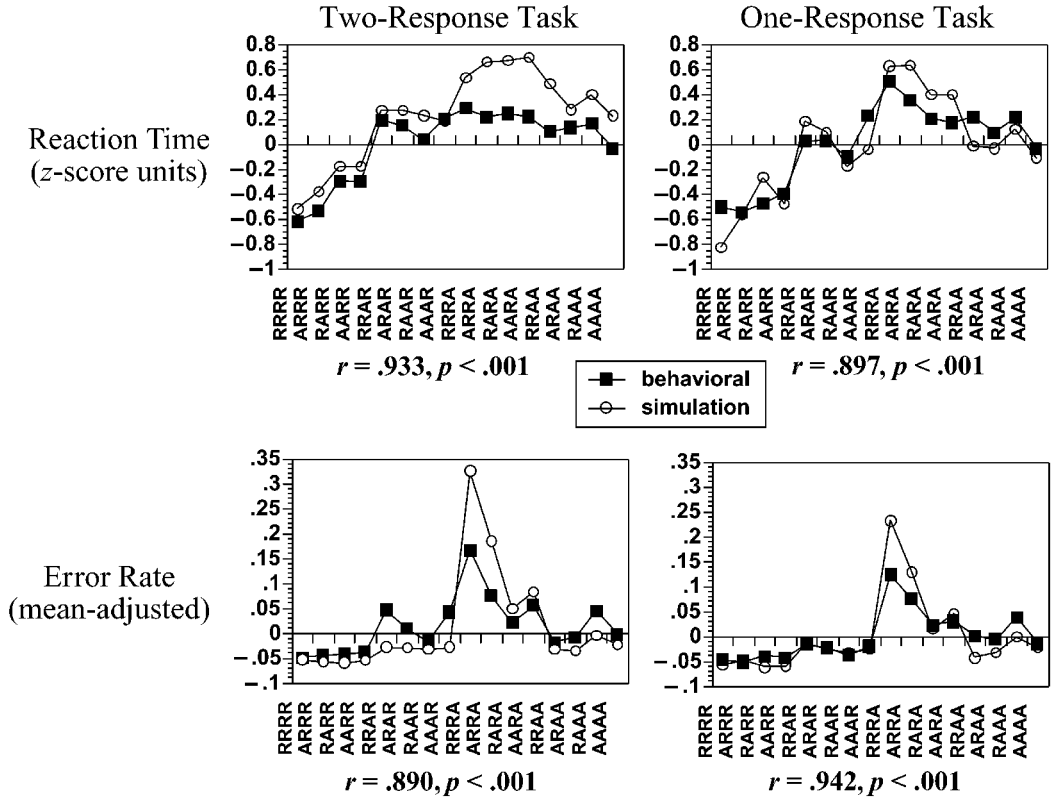 Two-Response Task
One-Response Task
Reaction Time
(z-score units)
0.8
0.6
0.4
0.2
0
−0.2
−0.4
−0.6
−0.8
−1
RRRR
ARRR
RARR
AARR
RRAR
ARAR
RAAR
AAAR
RRRA
ARRA
RARA
AARA
RRAA
ARAA
RAAA
AAAA
r = .933, p < .001
0.8
0.6
0.4
0.2
0
−0.2
−0.4
−0.6
−0.8
−1
RRRR
ARRR
RARR
AARR
RRAR
ARAR
RAAR
AAAR
RRRA
ARRA
RARA
AARA
RRAA
ARAA
RAAA
AAAA
r = .897, p < .001
behavioral
simulation
Error Rate
(mean-adjusted)
.35
.3
.25
.2
.15
.1
.05
0
−.05
−.1
RRRR
ARRR
RARR
AARR
RRAR
ARAR
RAAR
AAAR
RRRA
ARRA
RARA
AARA
RRAA
ARAA
RAAA
AAAA
r = .890, p < .001
.35
.3
.25
.2
.15
.1
.05
0
−.05
−.1
RRRR
ARRR
RARR
AARR
RRAR
ARAR
RAAR
AAAR
RRRA
ARRA
RARA
AARA
RRAA
ARAA
RAAA
AAAA
r = .942, p < .001